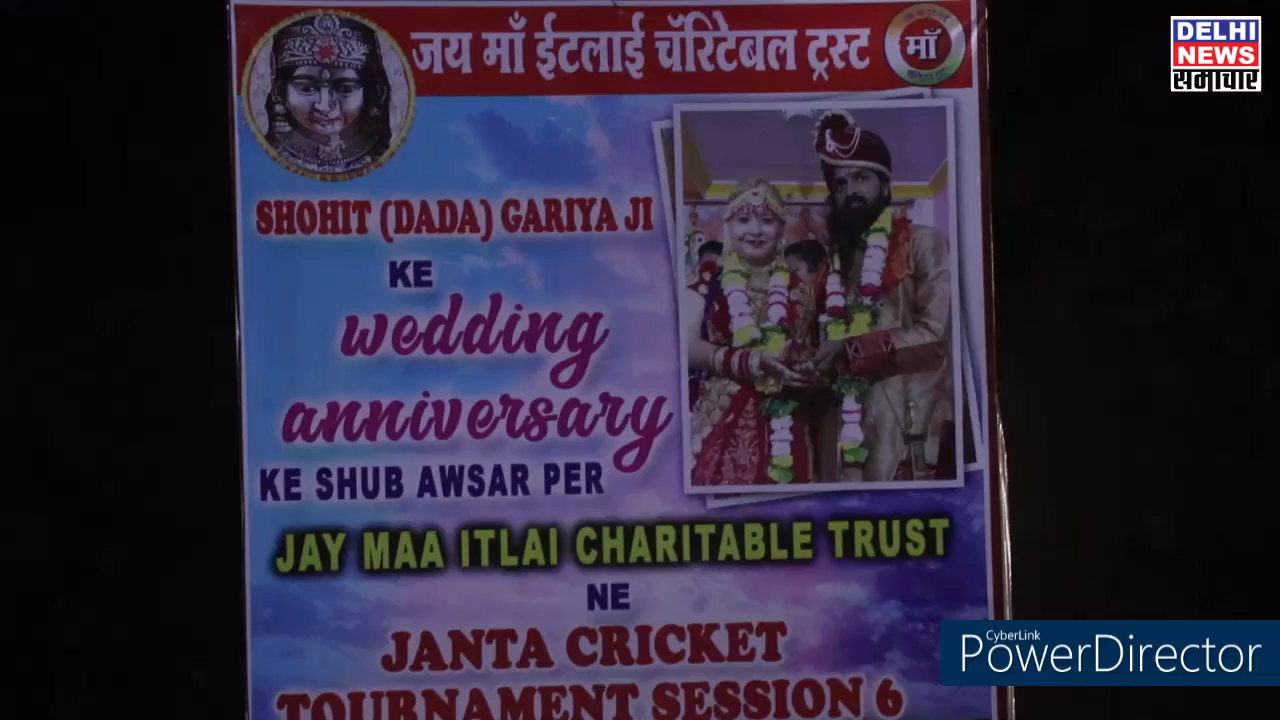 जय माँ ईटलाई चॅरिटेबल ट्रस्ट
माँ
DELHI
NEWS
समाचार
SHOHIT (DADA) GARIYA JI
KE
wedding
anniversary
KE SHUB AWSAR PER
JAY MAA ITLAI CHARITABLE TRUST
NE
JANTA CRICKET
TOURNAMENT SESSION 6
CyberLink
PowerDirector